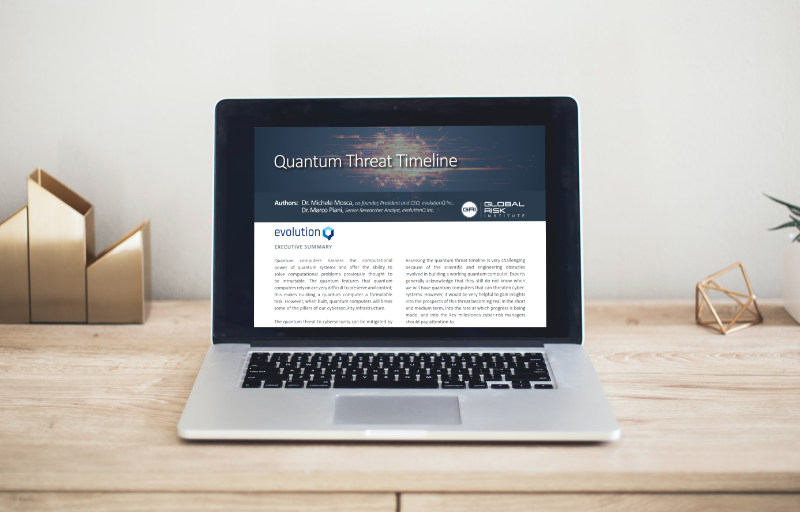 Quantum Threat Timeline
Authors: Dr. Michele Mosca, co-founder, President and CEO, evolutionQ Inc.
Dr. Marco Piani, Senior Researcher Analyst, evolutionQ Inc.
GRI GLOBAL
RISK
INSTITUTE
evolution
EXECUTIVE SUMMARY
Quantum computers harness the computational
power of quantum systems and offer the ability to
solve computational problems previously thought to
be intractable. The quantum features that quantum
computers rely on are very difficult to preserve and control;
this makes building a quantum computer a formidable
task. However, when built, quantum computers will threa
some of the pillars of our cybersecurity infrastructure.
The quantum threat to cybersecurity can be mitigated by
Assessing the quantum threat timeline is very challenging
because of the scientific and engineering obstacles
involved in building a working quantum computer. Experts
generally acknowledge that they still do not know when
we will have quantum computers that can threaten cyber-
systems. However, it would be very helpful to gain insights
into the prospects of this threat becoming real in the short
and medium term, into the rate at which progress is being
made, and into the key milestones cyber-risk managers
should pay attention to.